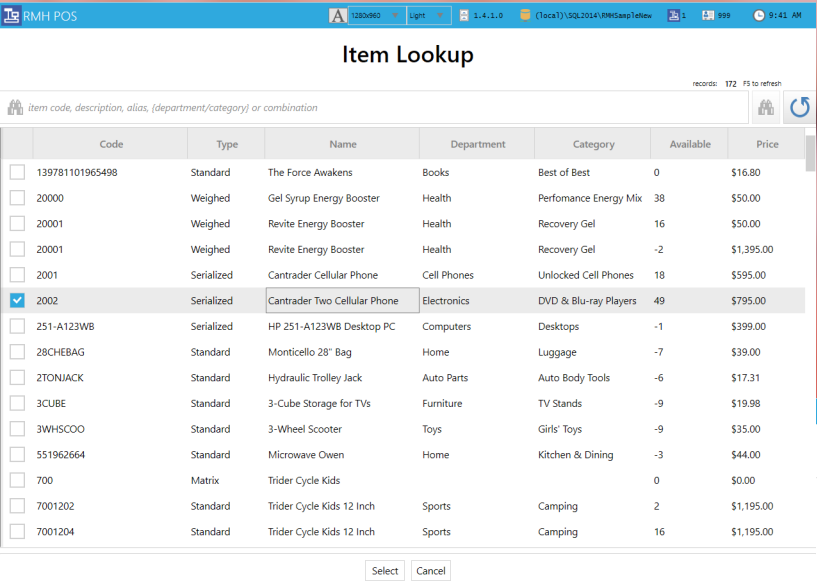 RMH POS 1280x960 Light 1.4.1.0 (local)\SQL2014\RMHSampleNew 1 999 9:41 AM
Item Lookup
records: 172 F5 to refresh
item code, description, alias, {department/category} or combination
Code Type Name Department Category Available Price
139781101965498 Standard The Force Awakens Books Best of Best 0 $16.80
20000 Weighed Gel Syrup Energy Booster Health Perfomance Energy Mix 38 $50.00
20001 Weighed Revite Energy Booster Health Recovery Gel 16 $50.00
20001 Weighed Revite Energy Booster Health Recovery Gel -2 $1,395.00
2001 Serialized Cantrader Cellular Phone Cell Phones Unlocked Cell Phones 18 $595.00
2002 Serialized Cantrader Two Cellular Phone Electronics DVD & Blu-ray Players 49 $795.00
251-A123WB Serialized HP 251-A123WB Desktop PC Computers Desktops -1 $399.00
28CHEBAG Standard Monticello 28" Bag Home Luggage -7 $39.00
2TONJACK Standard Hydraulic Trolley Jack Auto Parts Auto Body Tools -6 $17.31
3CUBE Standard 3-Cube Storage for TVs Furniture TV Stands -9 $19.98
3WHSCOO Standard 3-Wheel Scooter Toys Girls' Toys -9 $35.00
551962664 Standard Microwave Owen Home Kitchen & Dining -3 $44.00
700 Matrix Trider Cycle Kids 0 $0.00
7001202 Standard Trider Cycle Kids 12 Inch Sports Camping 2 $1,195.00
7001204 Standard Trider Cycle Kids 12 Inch Sports Camping 16 $1,195.00
Select Cancel